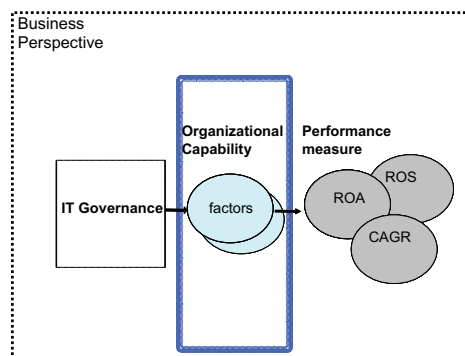 Business
Perspective
Organizational
Capability
Performance
measure
IT Governance
factors
ROA
ROS
CAGR